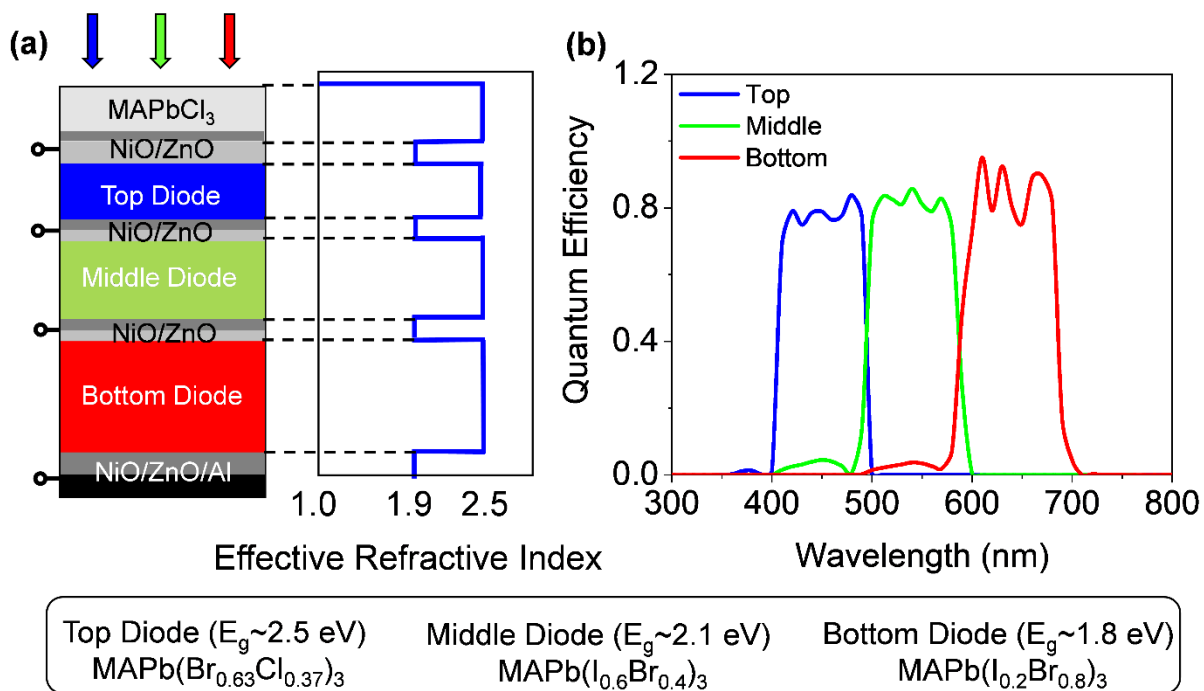 (a)
MAPbCl₃
NiO/ZnO
Top Diode
NiO/ZnO
Middle Diode
NiO/ZnO
Bottom Diode
NiO/ZnO/Al
1.0 1.9 2.5
Effective Refractive Index
(b)
Quantum Efficiency
1.2
0.8
0.4
0.0
Top
Middle
Bottom
300 400 500 600 700 800
Wavelength (nm)
Top Diode (E_g~2.5 eV)
MAPb(Br₀.₆₃Cl₀.₃₇)₃
Middle Diode (E_g~2.1 eV)
MAPb(I₀.₆Br₀.₄)₃
Bottom Diode (E_g~1.8 eV)
MAPb(I₀.₂Br₀.₈)₃